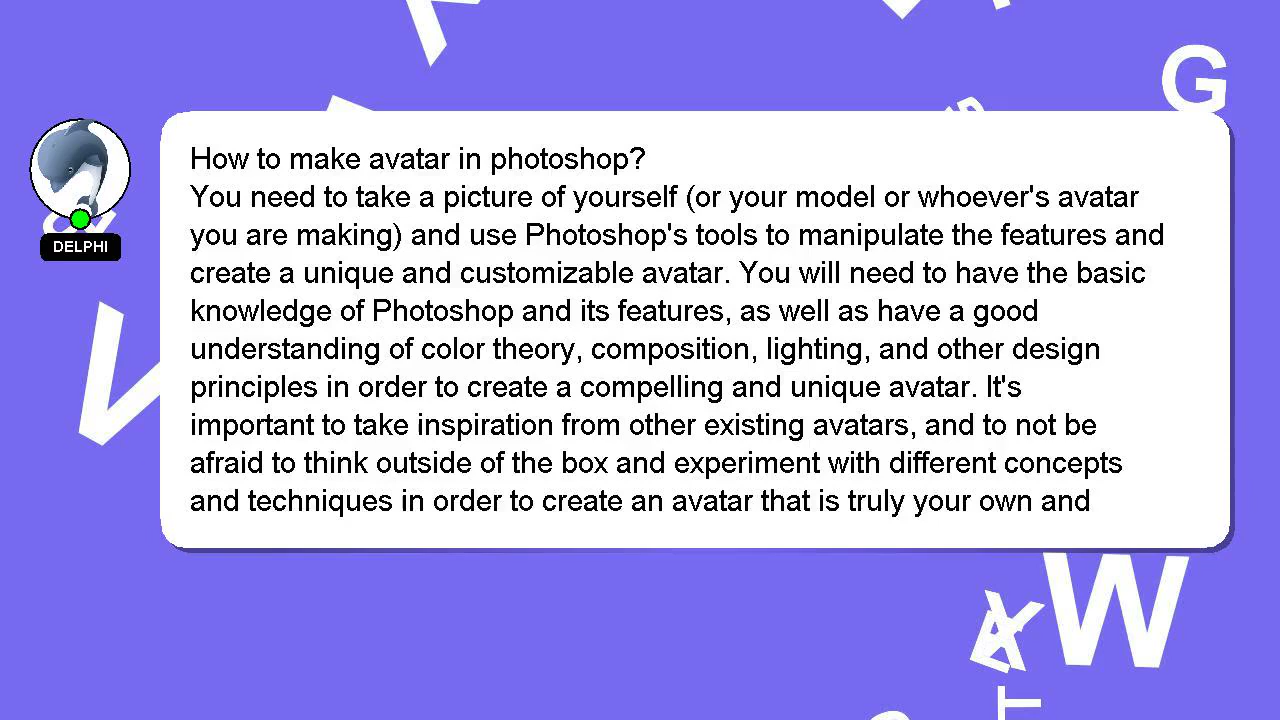 G
How to make avatar in photoshop?
You need to take a picture of yourself (or your model or whoever's avatar
you are making) and use Photoshop's tools to manipulate the features and
create a unique and customizable avatar. You will need to have the basic
knowledge of Photoshop and its features, as well as have a good
understanding of color theory, composition, lighting, and other design
principles in order to create a compelling and unique avatar. It's
important to take inspiration from other existing avatars, and to not be
afraid to think outside of the box and experiment with different concepts
and techniques in order to create an avatar that is truly your own and
DELPHI
V
W
T